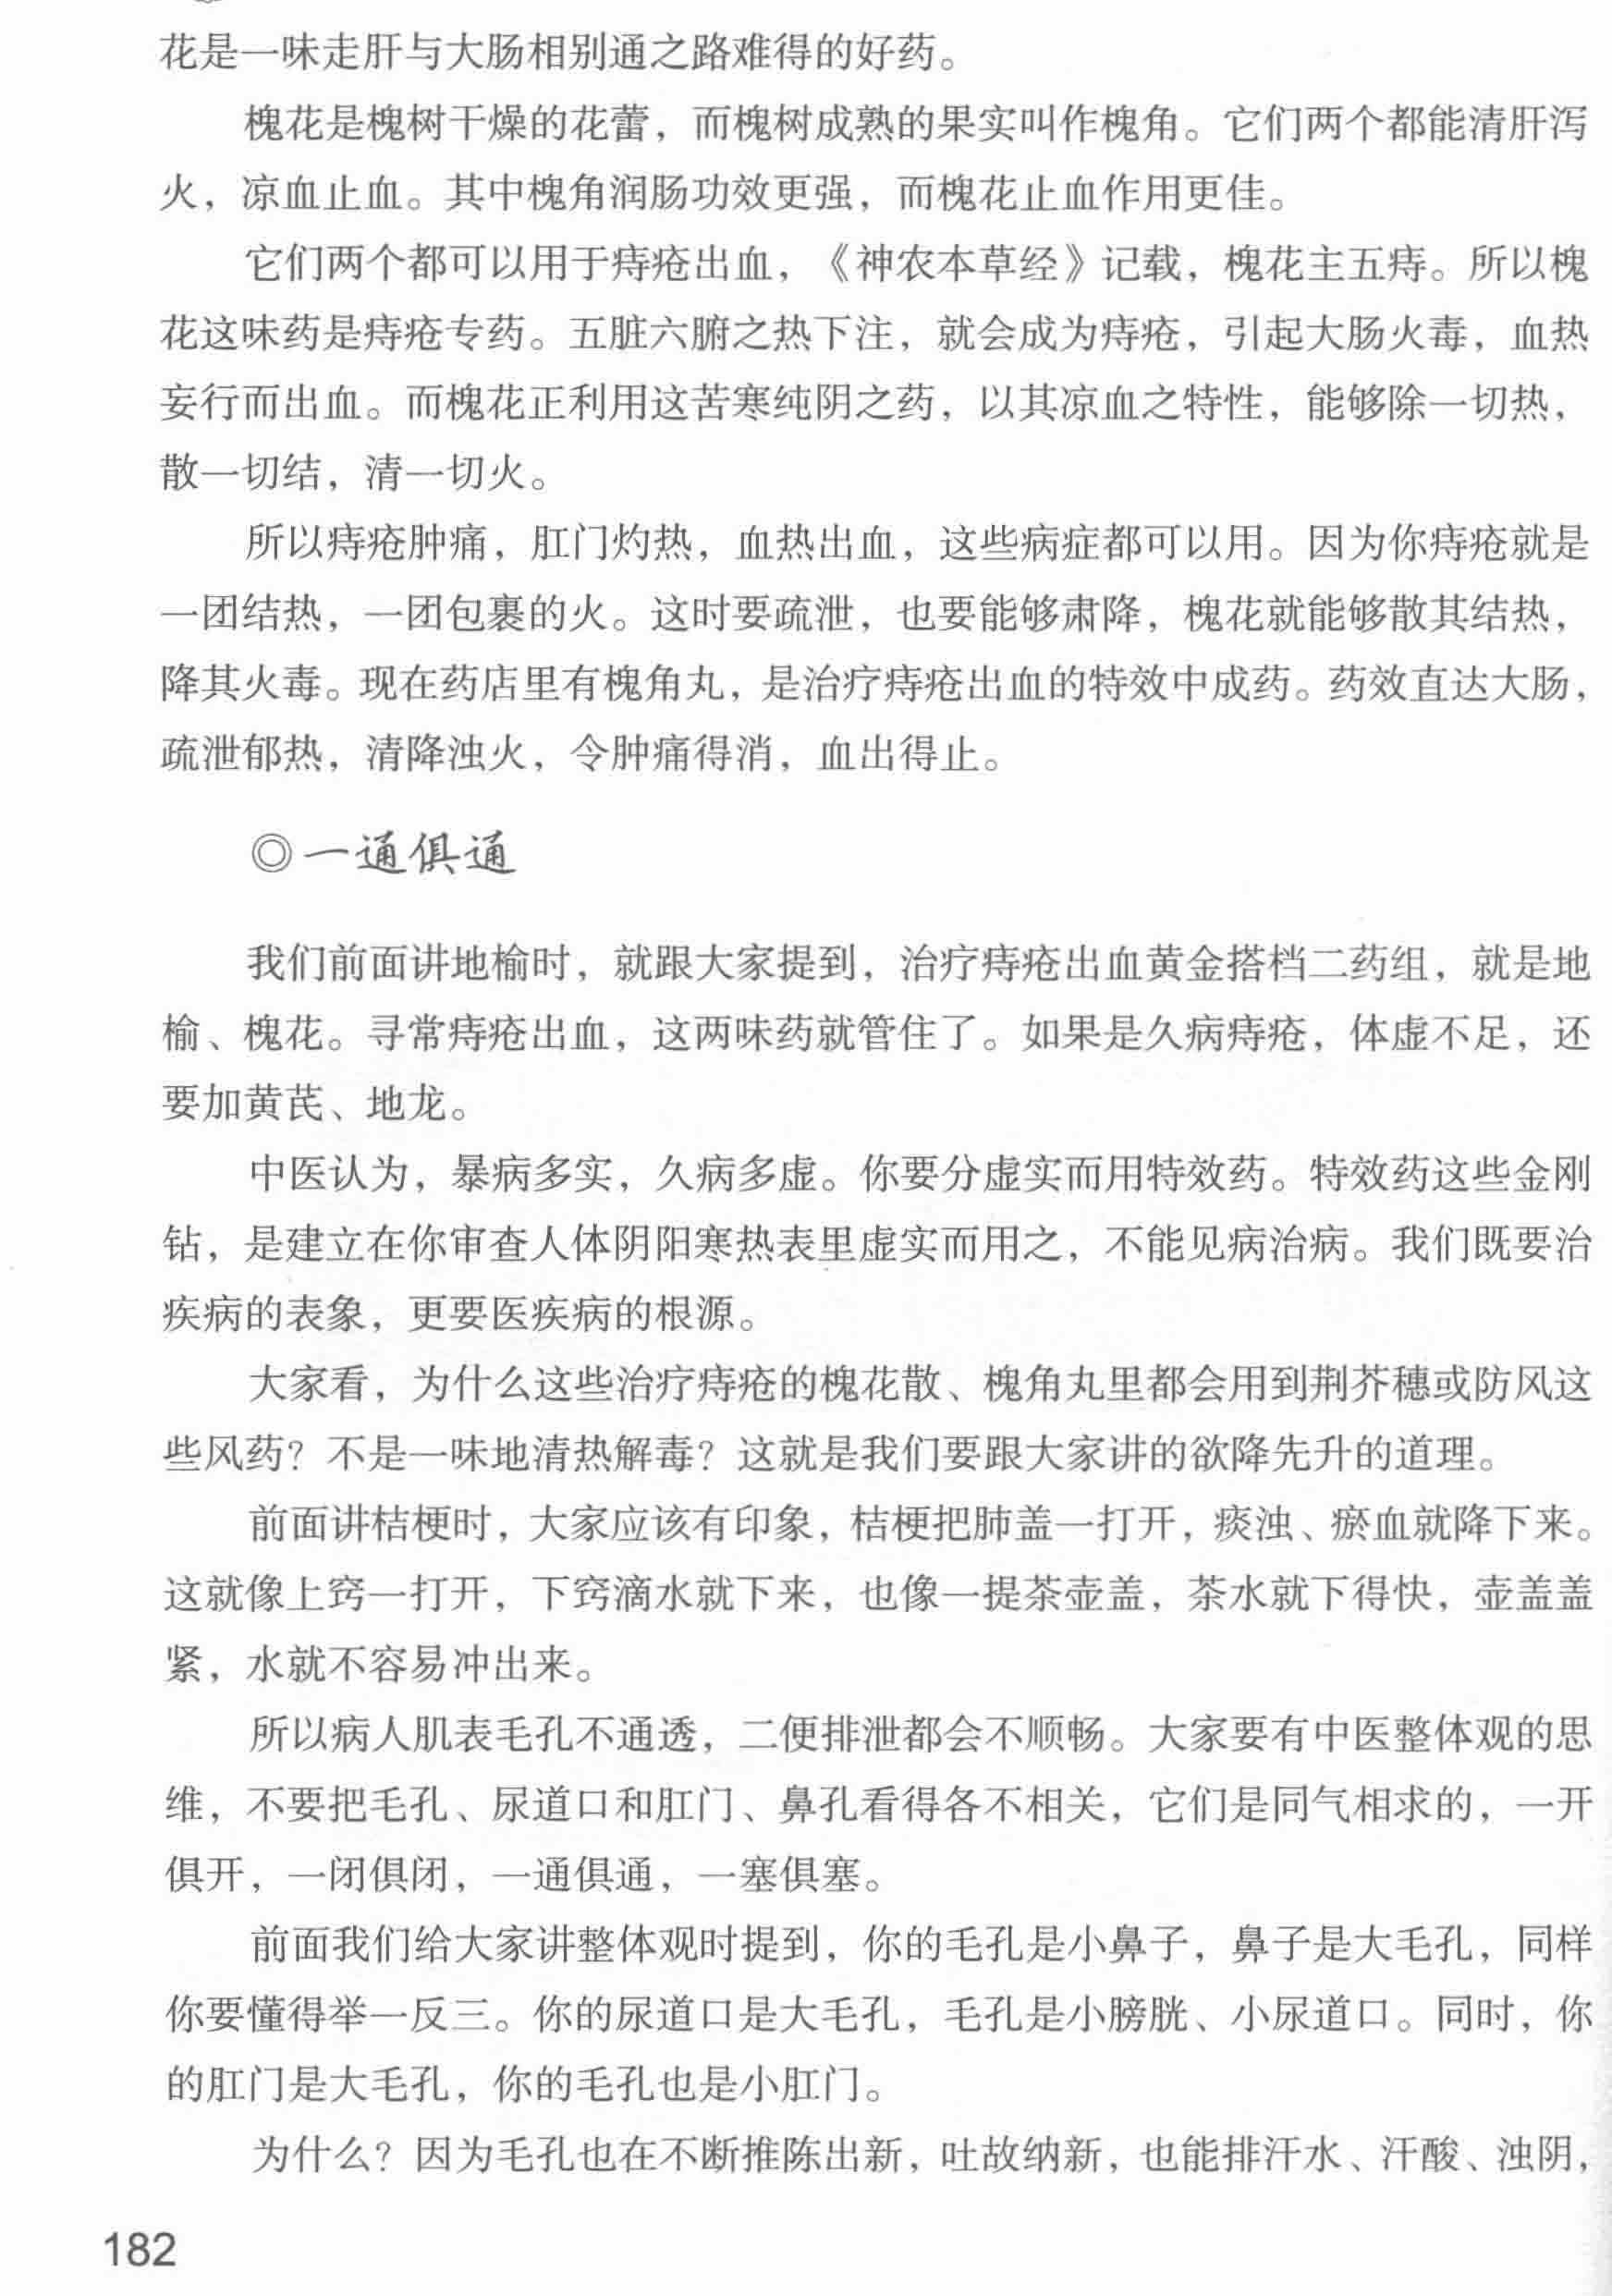 花是一味走肝与大肠相别通之路难得的好药。
槐花是槐树干燥的花蕾，而槐树成熟的果实叫作槐角。它们两个都能清肝泻
火，凉血止血。其中槐角润肠功效更强，而槐花止血作用更佳。
它们两个都可以用于痔疮出血，《神农本草经》记载，槐花主五痔。所以槐
花这味药是痔疮专药。五脏六腑之热下注，就会成为痔疮，引起大肠火毒，血热
妄行而出血。而槐花正利用这苦寒纯阴之药，以其凉血之特性，能够除一切热，
散一切结，清一切火。
所以痔疮肿痛，肛门灼热，血热出血，这些病症都可以用。因为你痔疮就是
一团结热，一团包裹的火。这时要疏泄，也要能够肃降，槐花就能够散其结热，
降其火毒。现在药店里有槐角丸，是治疗痔疮出血的特效中成药。药效直达大肠，
疏泄郁热，清降浊火，令肿痛得消，血出得止。
◎一通俱通
我们前面讲地榆时，就跟大家提到，治疗痔疮出血黄金搭档二药组，就是地
榆、槐花。寻常痔疮出血，这两味药就管住了。如果是久病痔疮，体虚不足，还
要加黄芪、地龙。
中医认为，暴病多实，久病多虚。你要分虚实而用特效药。特效药这些金刚
钻，是建立在你审查人体阴阳寒热表里虚实而用之，不能见病治病。我们既要治
疾病的表象，更要医疾病的根源。
大家看，为什么这些治疗痔疮的槐花散、槐角丸里都会用到荆芥穗或防风这
些风药？不是一味地清热解毒？这就是我们要跟大家讲的欲降先升的道理。
前面讲桔梗时，大家应该有印象，桔梗把肺盖一打开，痰浊、瘀血就降下来。
这就像上窍一打开，下窍滴水就下来，也像一提茶壶盖，茶水就下得快，壶盖盖
紧，水就不容易冲出来。
所以病人肌表毛孔不通透，二便排泄都会不顺畅。大家要有中医整体观的思
维，不要把毛孔、尿道口和肛门、鼻孔看得各不相关，它们是同气相求的，一开
俱开，一闭俱闭，一通俱通，一塞俱塞。
前面我们给大家讲整体观时提到，你的毛孔是小鼻子，鼻子是大毛孔，同样
你要懂得举一反三。你的尿道口是大毛孔，毛孔是小膀胱、小尿道口。同时，你
的肛门是大毛孔，你的毛孔也是小肛门。
为什么？因为毛孔也在不断推陈出新，吐故纳新，也能排汗水、汗酸、浊阴，
182